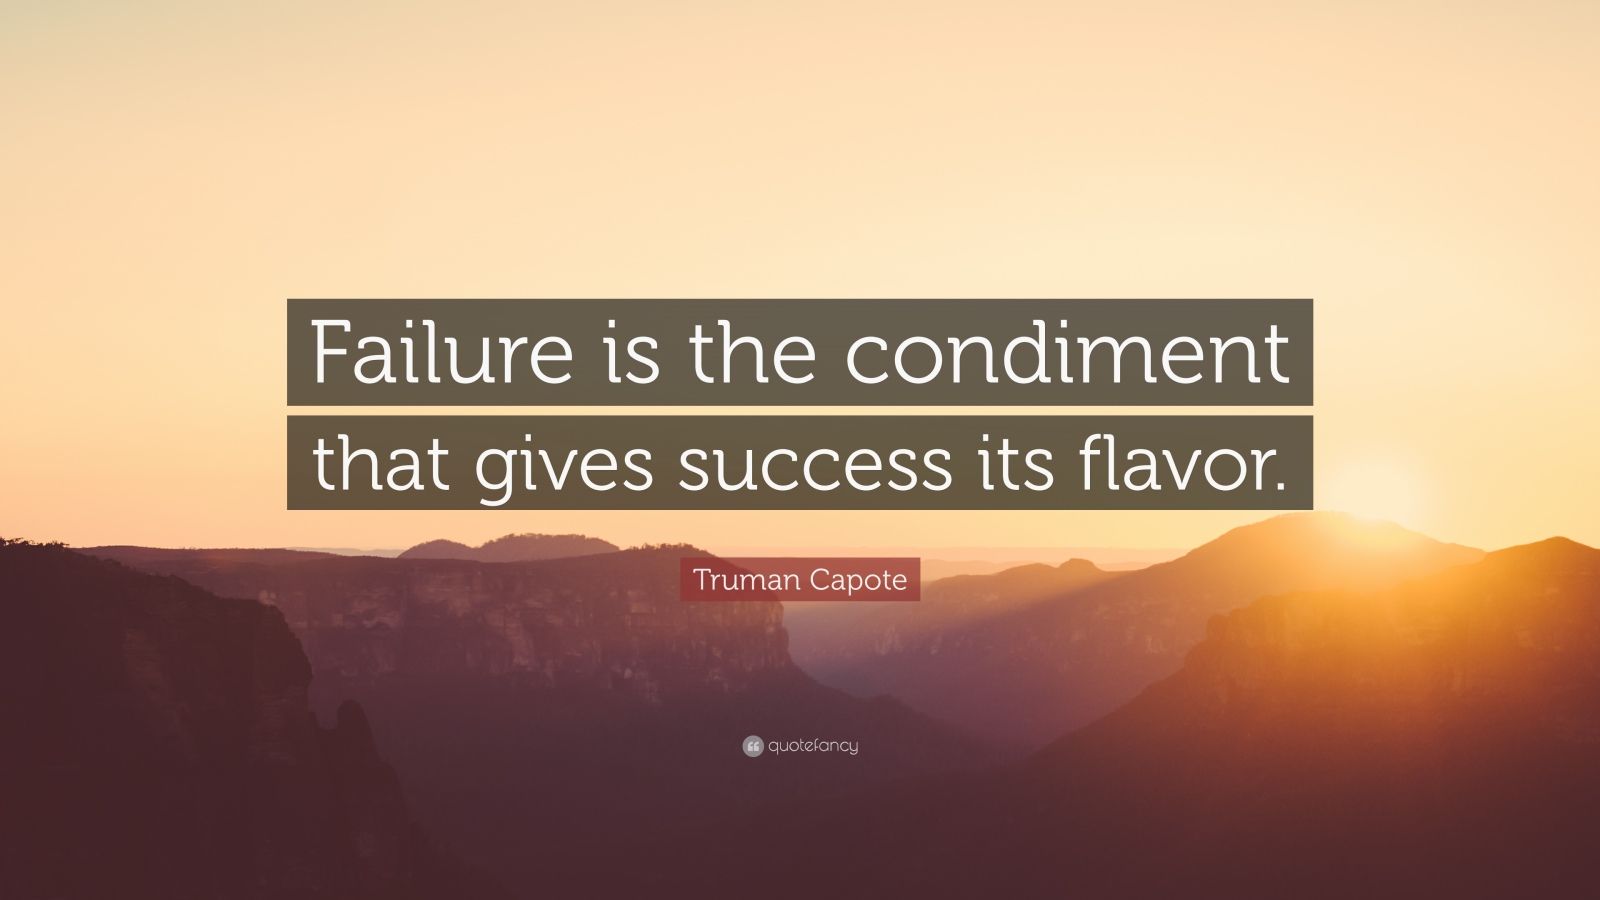 Failure is the condiment
that gives success its flavor.
Truman Capote
quotefancy